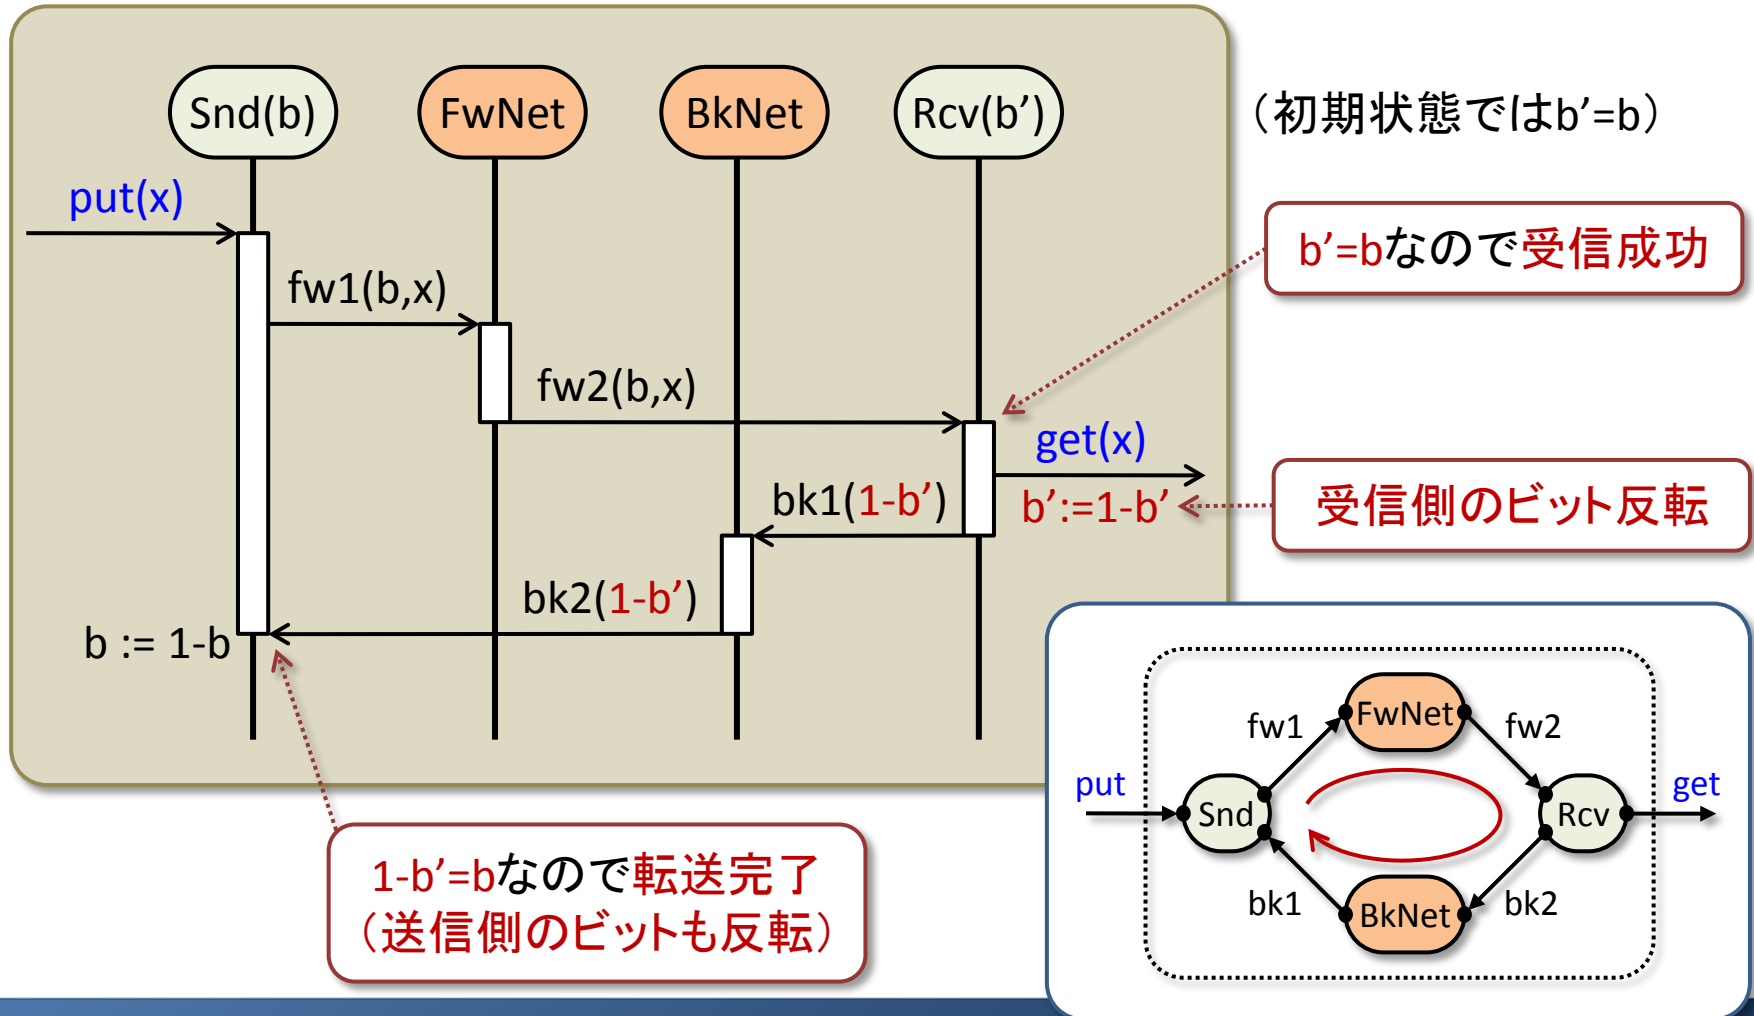 Snd(b)
FwNet
BkNet
Rcv(b’)
（初期状態ではb’=b）
put(x)
b’=bなので受信成功
fw1(b,x)
fw2(b,x)
get(x)
bk1(1-b’)
b’:=1-b’
受信側のビット反転
bk2(1-b’)
b := 1-b
1-b’=bなので転送完了
（送信側のビットも反転）
FwNet
fw1
fw2
put
get
Snd
Rcv
bk1
bk2
BkNet